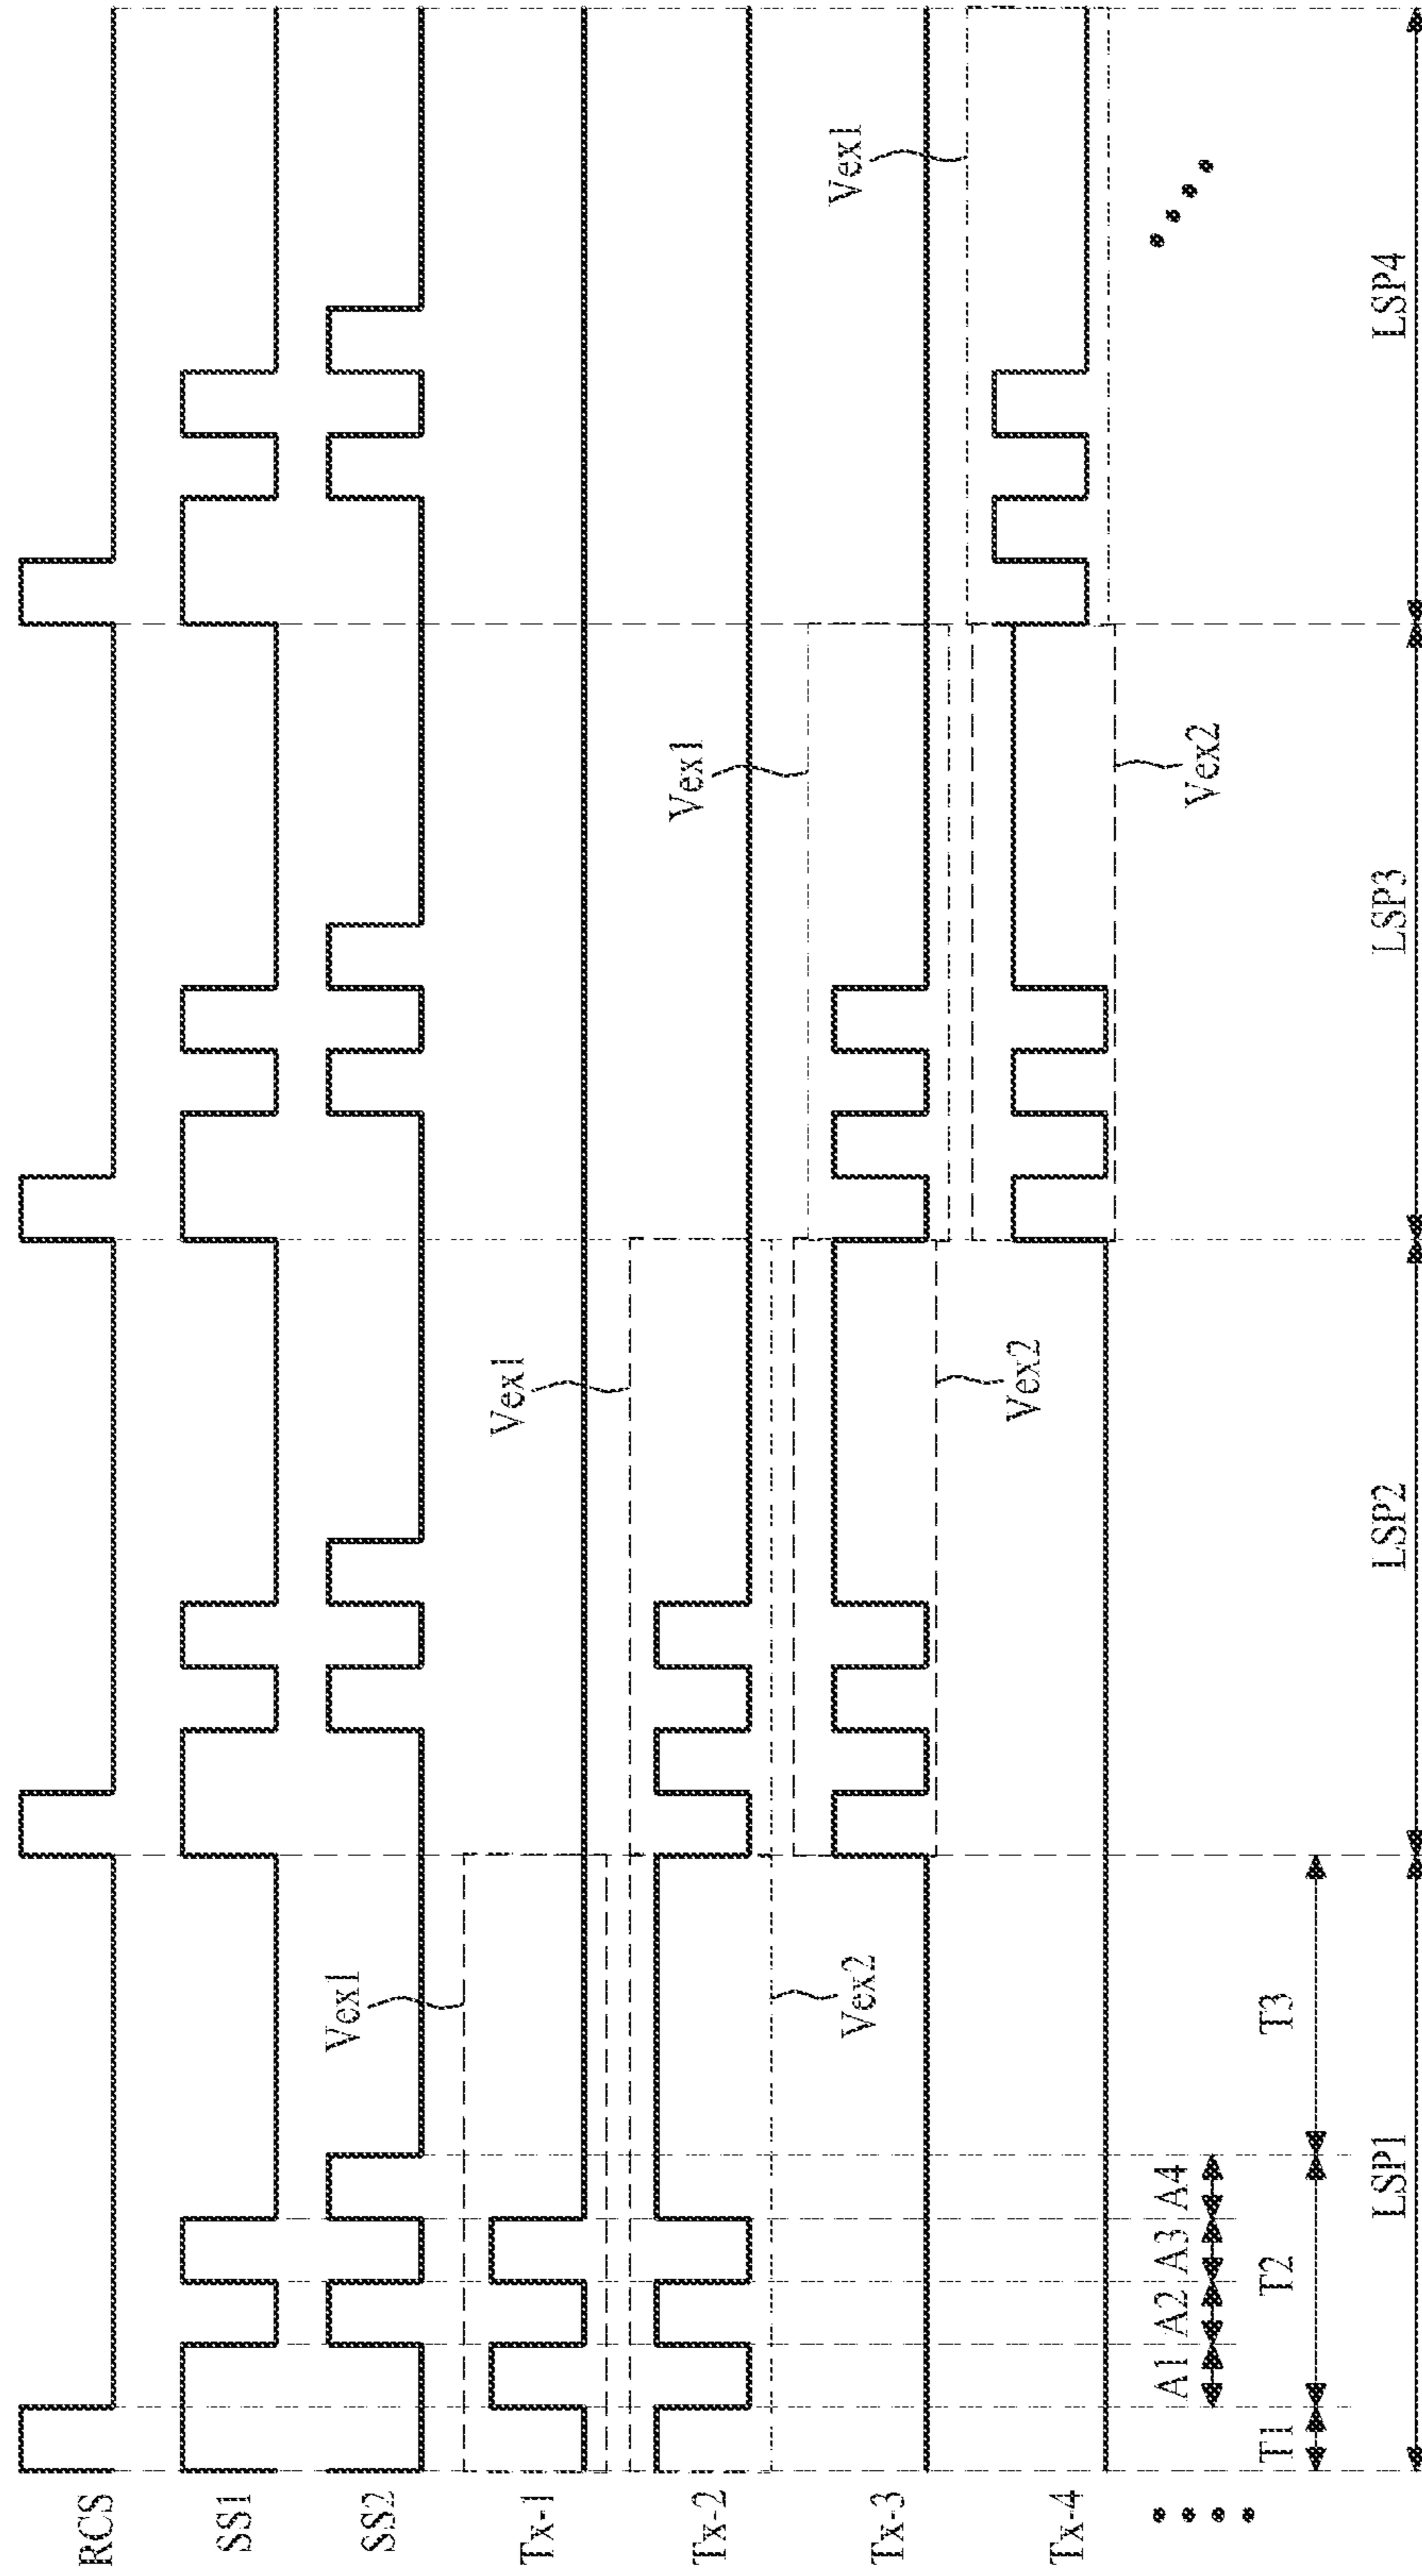 RCS
SS1
SS2
Tx-1
Tx-2
Tx-3
Tx-4
Vex1
Vex2
Vex1
Vex2
Vex1
Vex2
Vex1
A1 A2 A3 A4
T1 T2 T3
LSP1 LSP2 LSP3 LSP4